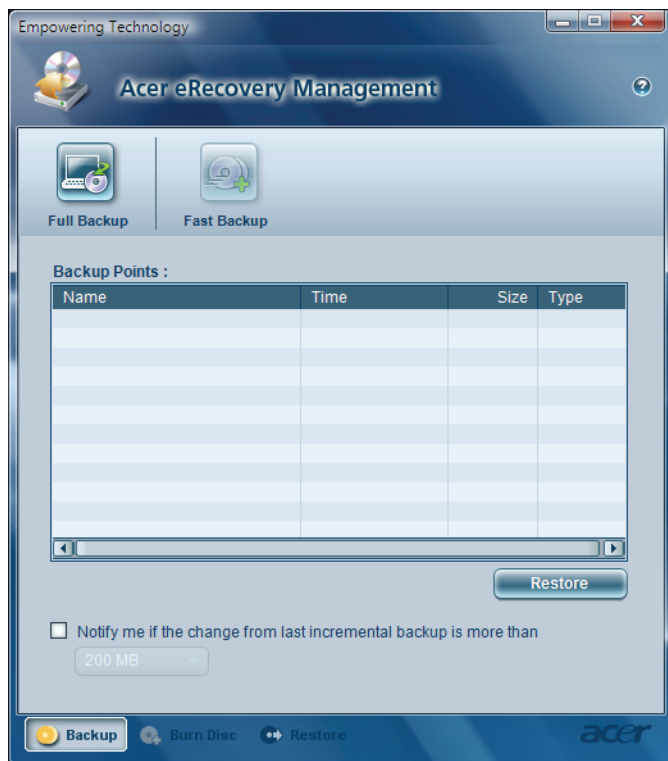 Empowering Technology
Acer eRecovery Management
Full Backup
Fast Backup
Backup Points :
Name Time Size Type
Restore
Notify me if the change from last incremental backup is more than
200 MB
Backup Burn Disc Restore acer